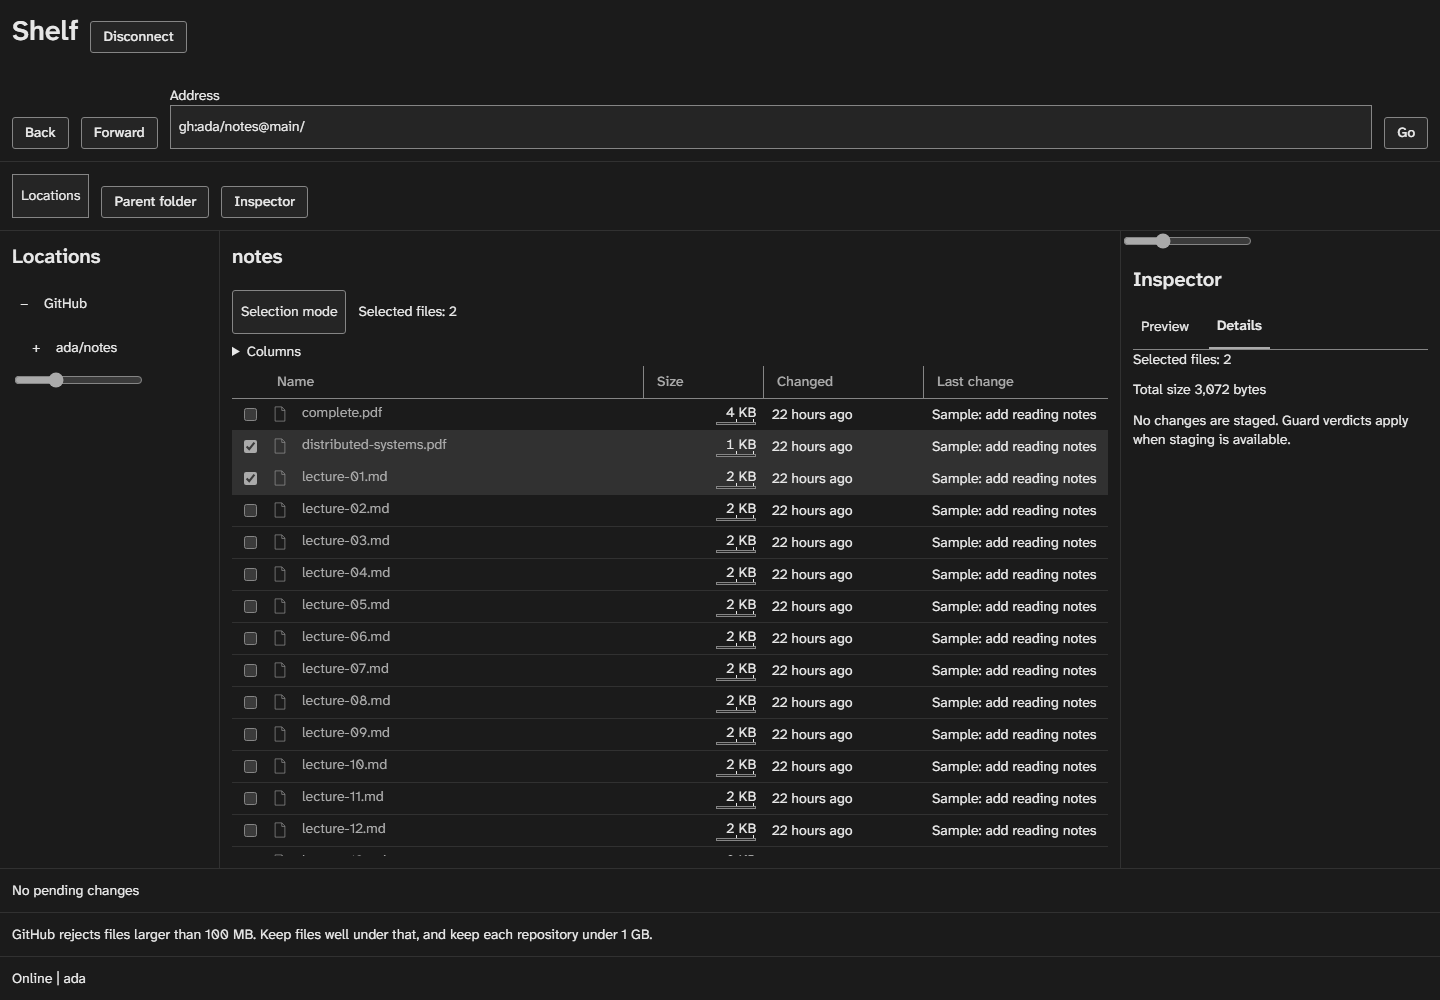 Shelf
Disconnect
Address
Back
Forward
gh:ada/notes@main/
Go
Locations
Parent folder
Inspector
Locations
– GitHub
+ ada/notes
notes
Selection mode
Selected files: 2
Columns
Name Size Changed Last change
complete.pdf 4 KB 22 hours ago Sample: add reading notes
distributed-systems.pdf 1 KB 22 hours ago Sample: add reading notes
lecture-01.md 2 KB 22 hours ago Sample: add reading notes
lecture-02.md 2 KB 22 hours ago Sample: add reading notes
lecture-03.md 2 KB 22 hours ago Sample: add reading notes
lecture-04.md 2 KB 22 hours ago Sample: add reading notes
lecture-05.md 2 KB 22 hours ago Sample: add reading notes
lecture-06.md 2 KB 22 hours ago Sample: add reading notes
lecture-07.md 2 KB 22 hours ago Sample: add reading notes
lecture-08.md 2 KB 22 hours ago Sample: add reading notes
lecture-09.md 2 KB 22 hours ago Sample: add reading notes
lecture-10.md 2 KB 22 hours ago Sample: add reading notes
lecture-11.md 2 KB 22 hours ago Sample: add reading notes
lecture-12.md 2 KB 22 hours ago Sample: add reading notes
Inspector
Preview
Details
Selected files: 2
Total size 3,072 bytes
No changes are staged. Guard verdicts apply
when staging is available.
No pending changes
GitHub rejects files larger than 100 MB. Keep files well under that, and keep each repository under 1 GB.
Online | ada